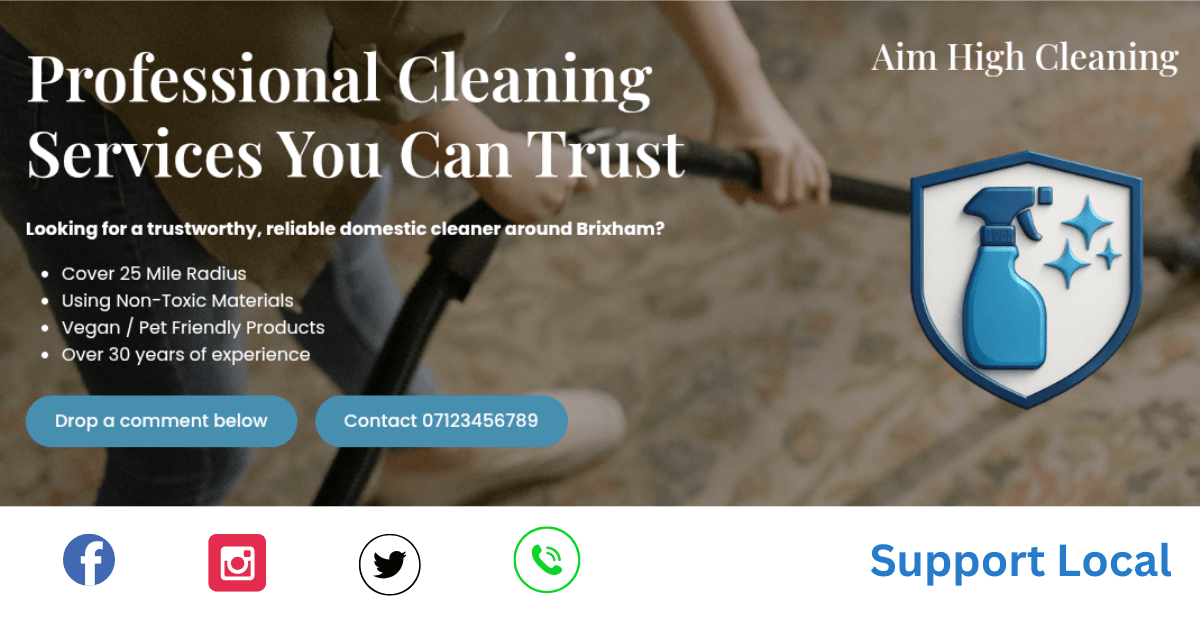 Professional Cleaning
Services You Can Trust
Aim High Cleaning
Looking for a trustworthy, reliable domestic cleaner around Brixham?
Cover 25 Mile Radius
Using Non-Toxic Materials
Vegan / Pet Friendly Products
Over 30 years of experience
Drop a comment below
Contact 07123456789
Support Local